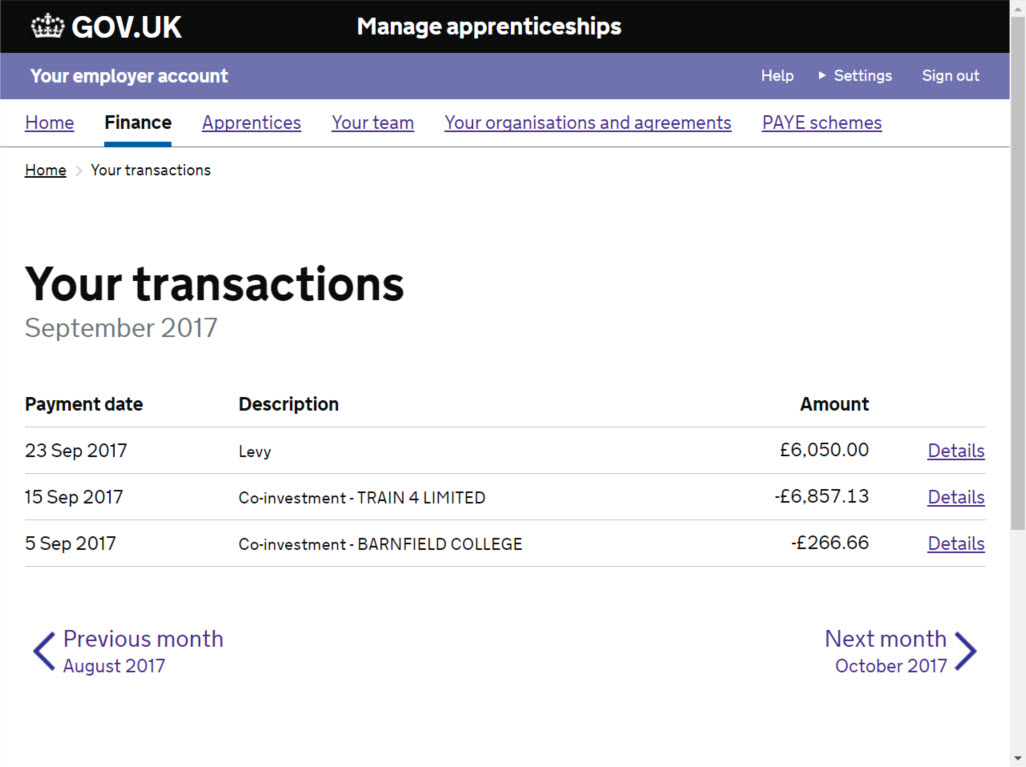 GOV.UK Manage apprenticeships
Your employer account Help Settings Sign out
Home Finance Apprentices Your team Your organisations and agreements PAYE schemes
Home Your transactions
Your transactions
September 2017
Payment date Description Amount
23 Sep 2017 Levy £6,050.00 Details
15 Sep 2017 Co-investment - TRAIN 4 LIMITED -£6,857.13 Details
5 Sep 2017 Co-investment - BARNFIELD COLLEGE -£266.66 Details
Previous month Next month
August 2017 October 2017